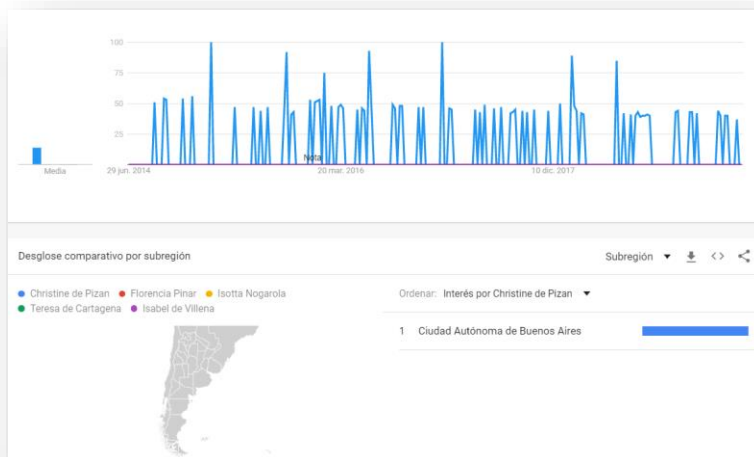 100
75
50
25
Nota
Media
29 jun. 2014
20 mar. 2016
10 dic. 2017
Desglose comparativo por subregión
Subregión
Christine de Pizan Florencia Pinar Isotta Nogarola
Teresa de Cartagena Isabel de Villena
Ordenar: Interés por Christine de Pizan
1 Ciudad Autónoma de Buenos Aires